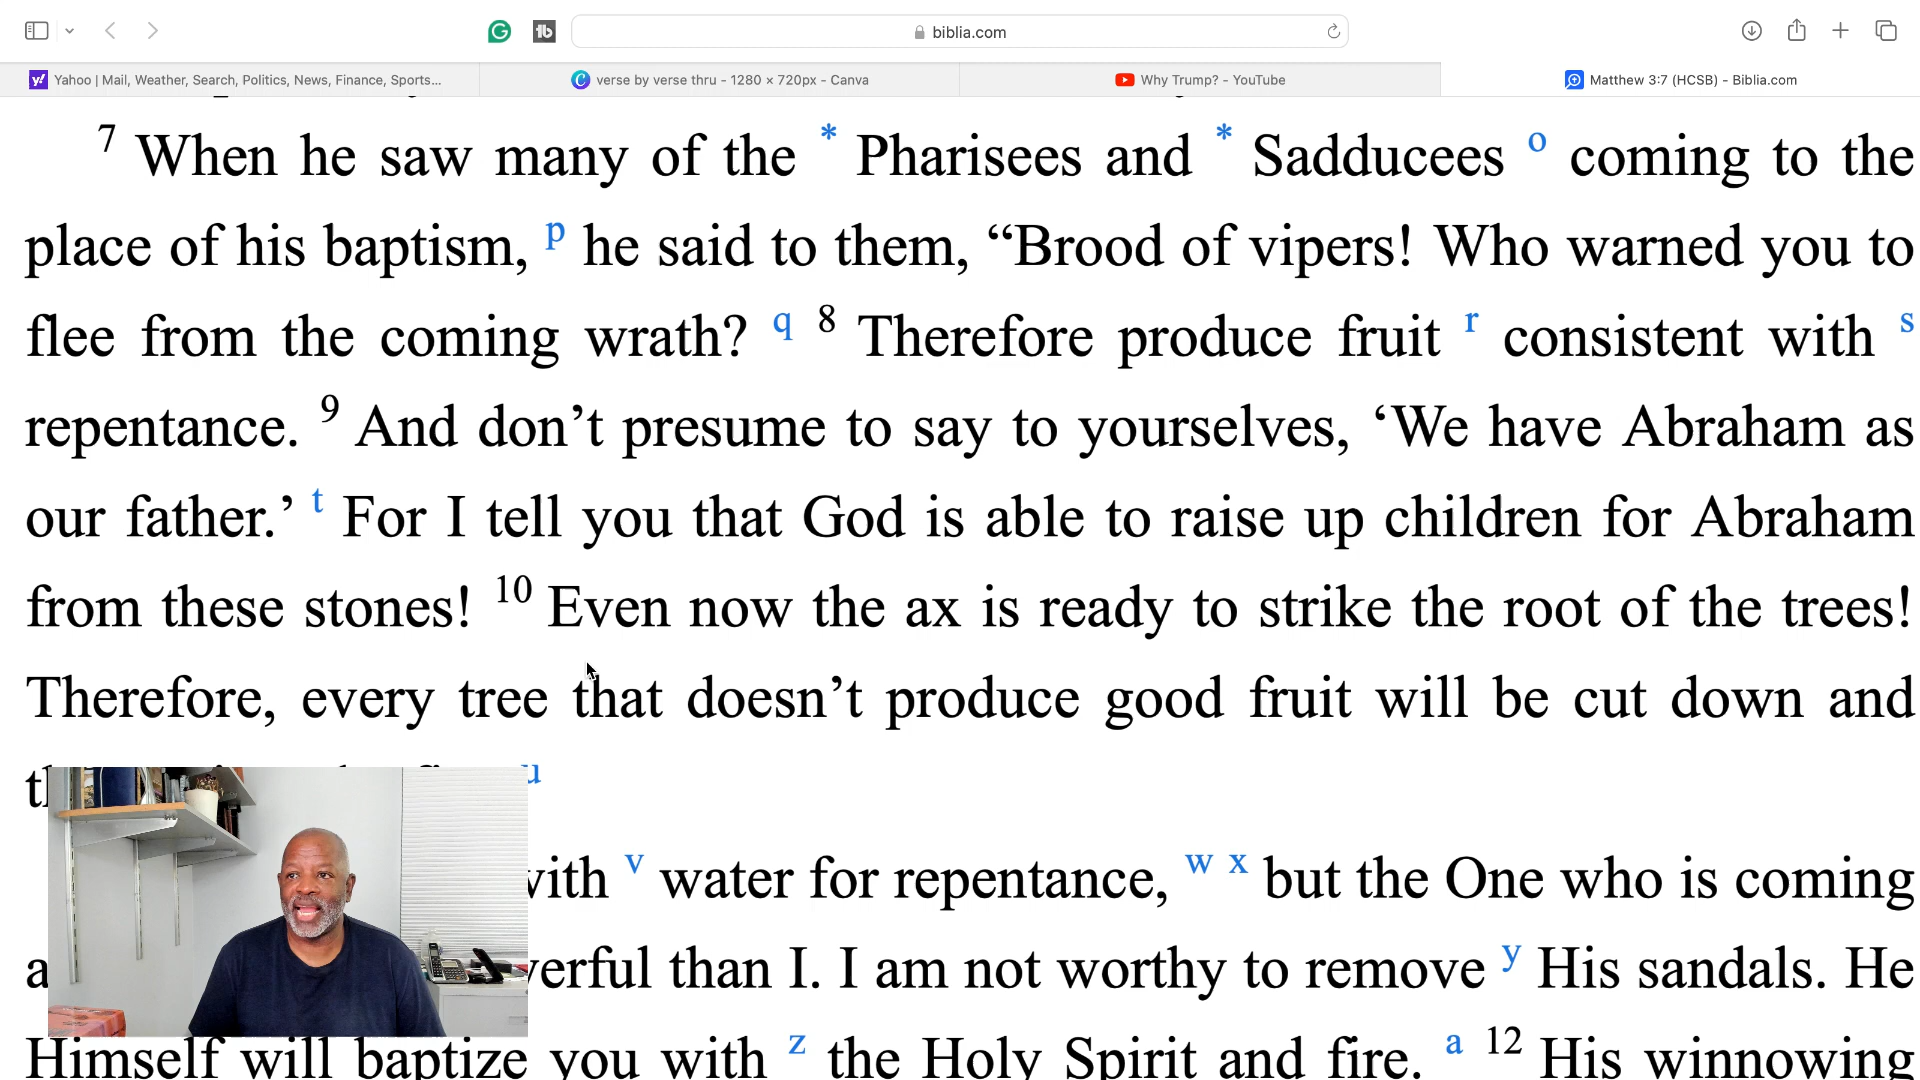 biblia.com
Yahoo | Mail, Weather, Search, Politics, News, Finance, Sports...
verse by verse thru - 1280 × 720px - Canva
Why Trump? - YouTube
Matthew 3:7 (HCSB) - Biblia.com
7 When he saw many of the * Pharisees and * Sadducees o coming to the
place of his baptism, p he said to them, “Brood of vipers! Who warned you to
flee from the coming wrath? q 8 Therefore produce fruit r consistent with s
repentance. 9 And don’t presume to say to yourselves, ‘We have Abraham as
our father.’ t For I tell you that God is able to raise up children for Abraham
from these stones! 10 Even now the ax is ready to strike the root of the trees!
Therefore, every tree that doesn’t produce good fruit will be cut down and
u
v water for repentance, w x but the One who is coming
than I. I am not worthy to remove y His sandals. He
Himself will baptize you with z the Holy Spirit and fire. a 12 His winnowing